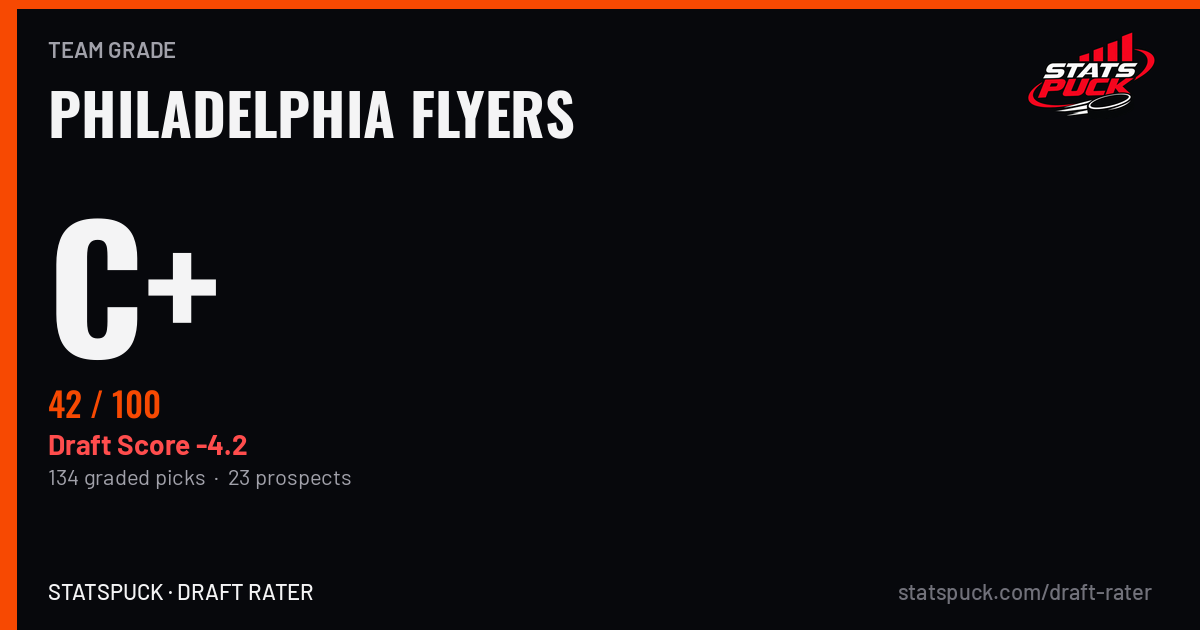 TEAM GRADE
STATS
PUCK
PHILADELPHIA FLYERS
C+
42 / 100
Draft Score -4.2
134 graded picks · 23 prospects
STATSPUCK · DRAFT RATER
statspuck.com/draft-rater